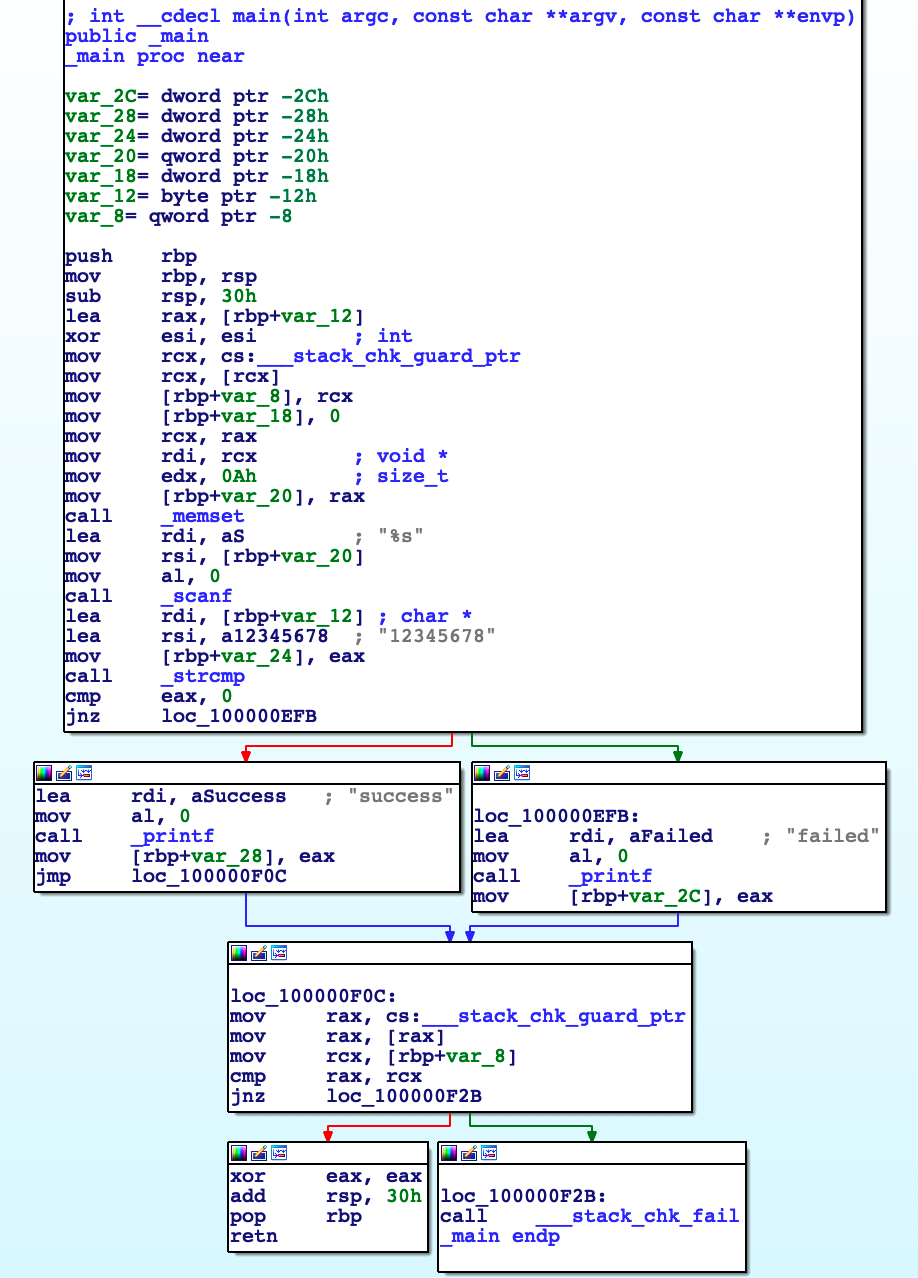 ; int __cdecl main(int argc, const char **argv, const char **envp)
public _main
_main proc near
var_2C= dword ptr -2Ch
var_28= dword ptr -28h
var_24= dword ptr -24h
var_20= qword ptr -20h
var_18= dword ptr -18h
var_12= byte ptr -12h
var_8= qword ptr -8
push rbp
mov rbp, rsp
sub rsp, 30h
lea rax, [rbp+var_12]
xor esi, esi ; int
mov rcx, cs:___stack_chk_guard_ptr
mov rcx, [rcx]
mov [rbp+var_8], rcx
mov [rbp+var_18], 0
mov rcx, rax
mov rdi, rcx ; void *
mov edx, 0Ah ; size_t
mov [rbp+var_20], rax
call _memset
lea rdi, aS ; "%s"
mov rsi, [rbp+var_20]
mov al, 0
call _scanf
lea rdi, [rbp+var_12] ; char *
lea rsi, a12345678 ; "12345678"
mov [rbp+var_24], eax
call _strcmp
cmp eax, 0
jnz loc_100000EFB
lea rdi, aSuccess ; "success"
mov al, 0
call _printf
mov [rbp+var_28], eax
jmp loc_100000F0C
loc_100000EFB:
lea rdi, aFailed ; "failed"
mov al, 0
call _printf
mov [rbp+var_2C], eax
loc_100000F0C:
mov rax, cs:___stack_chk_guard_ptr
mov rax, [rax]
mov rcx, [rbp+var_8]
cmp rax, rcx
jnz loc_100000F2B
xor eax, eax
add rsp, 30h
pop rbp
retn
loc_100000F2B:
call ___stack_chk_fail
_main endp